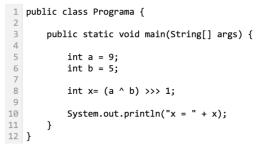 1 public class Programa {
2
3     public static void main(String[] args) {
4
5         int a = 9;
6         int b = 5;
7
8         int x= (a ^ b) >>> 1;
9
10         System.out.println("x = " + x);
11     }
12 }